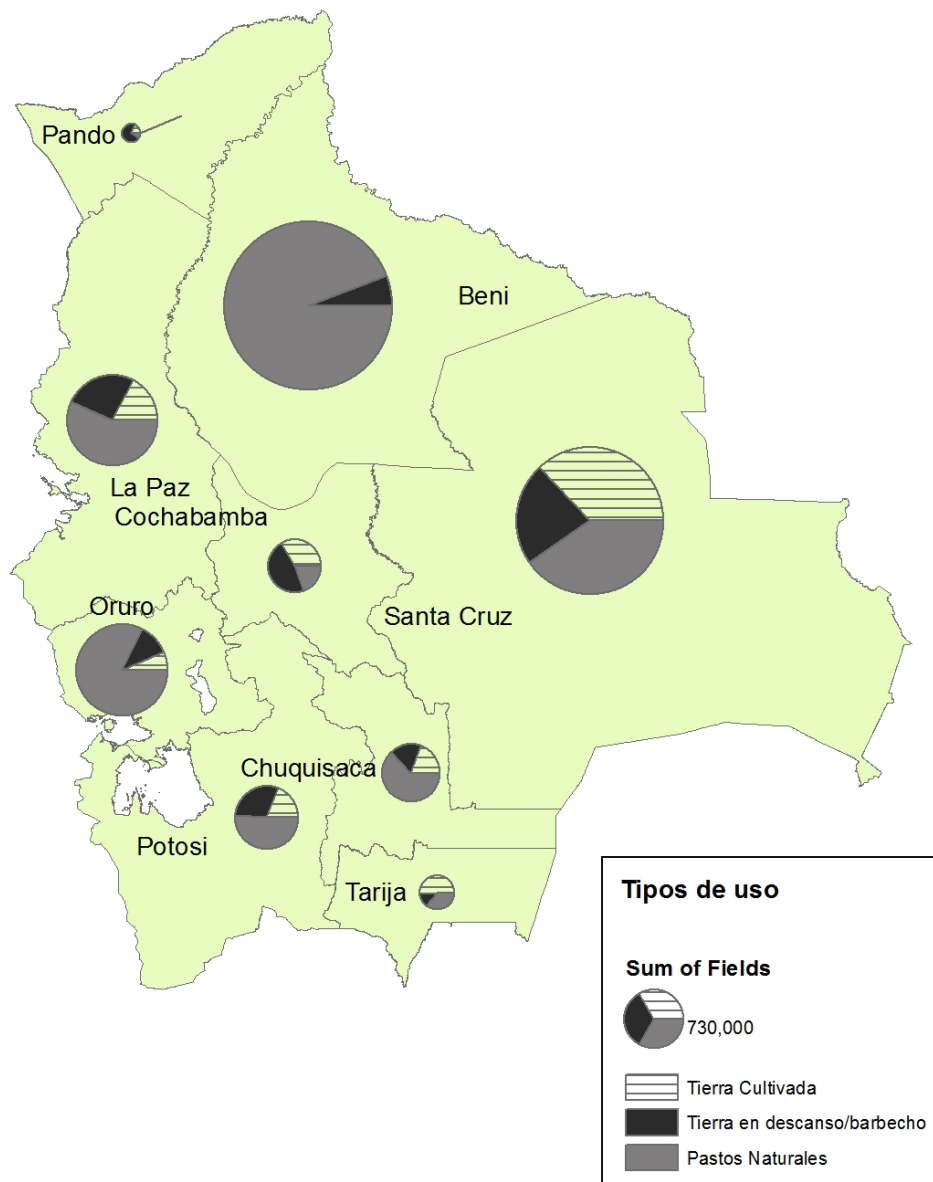 Pando
Beni
La Paz
Cochabamba
Oruro
Santa Cruz
Chuquisaca
Potosi
Tarija
Tipos de uso
Sum of Fields
730,000
Tierra Cultivada
Tierra en descanso/barbecho
Pastos Naturales